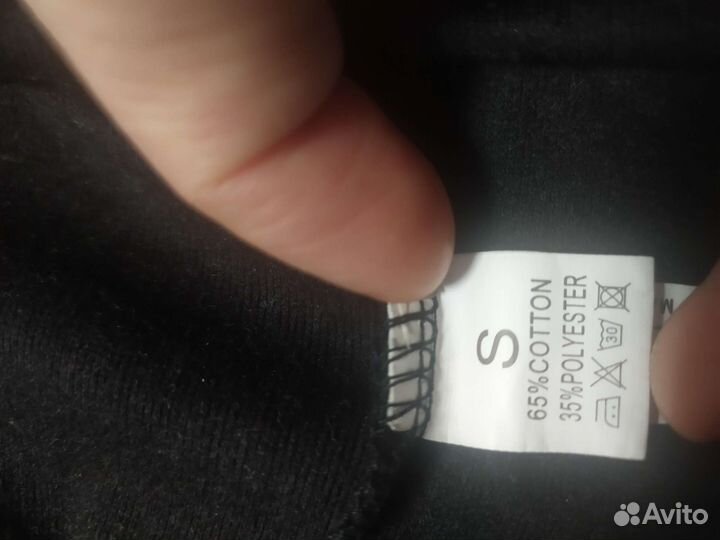 S
65%COTTON
35%POLYESTER
30
M
Avito